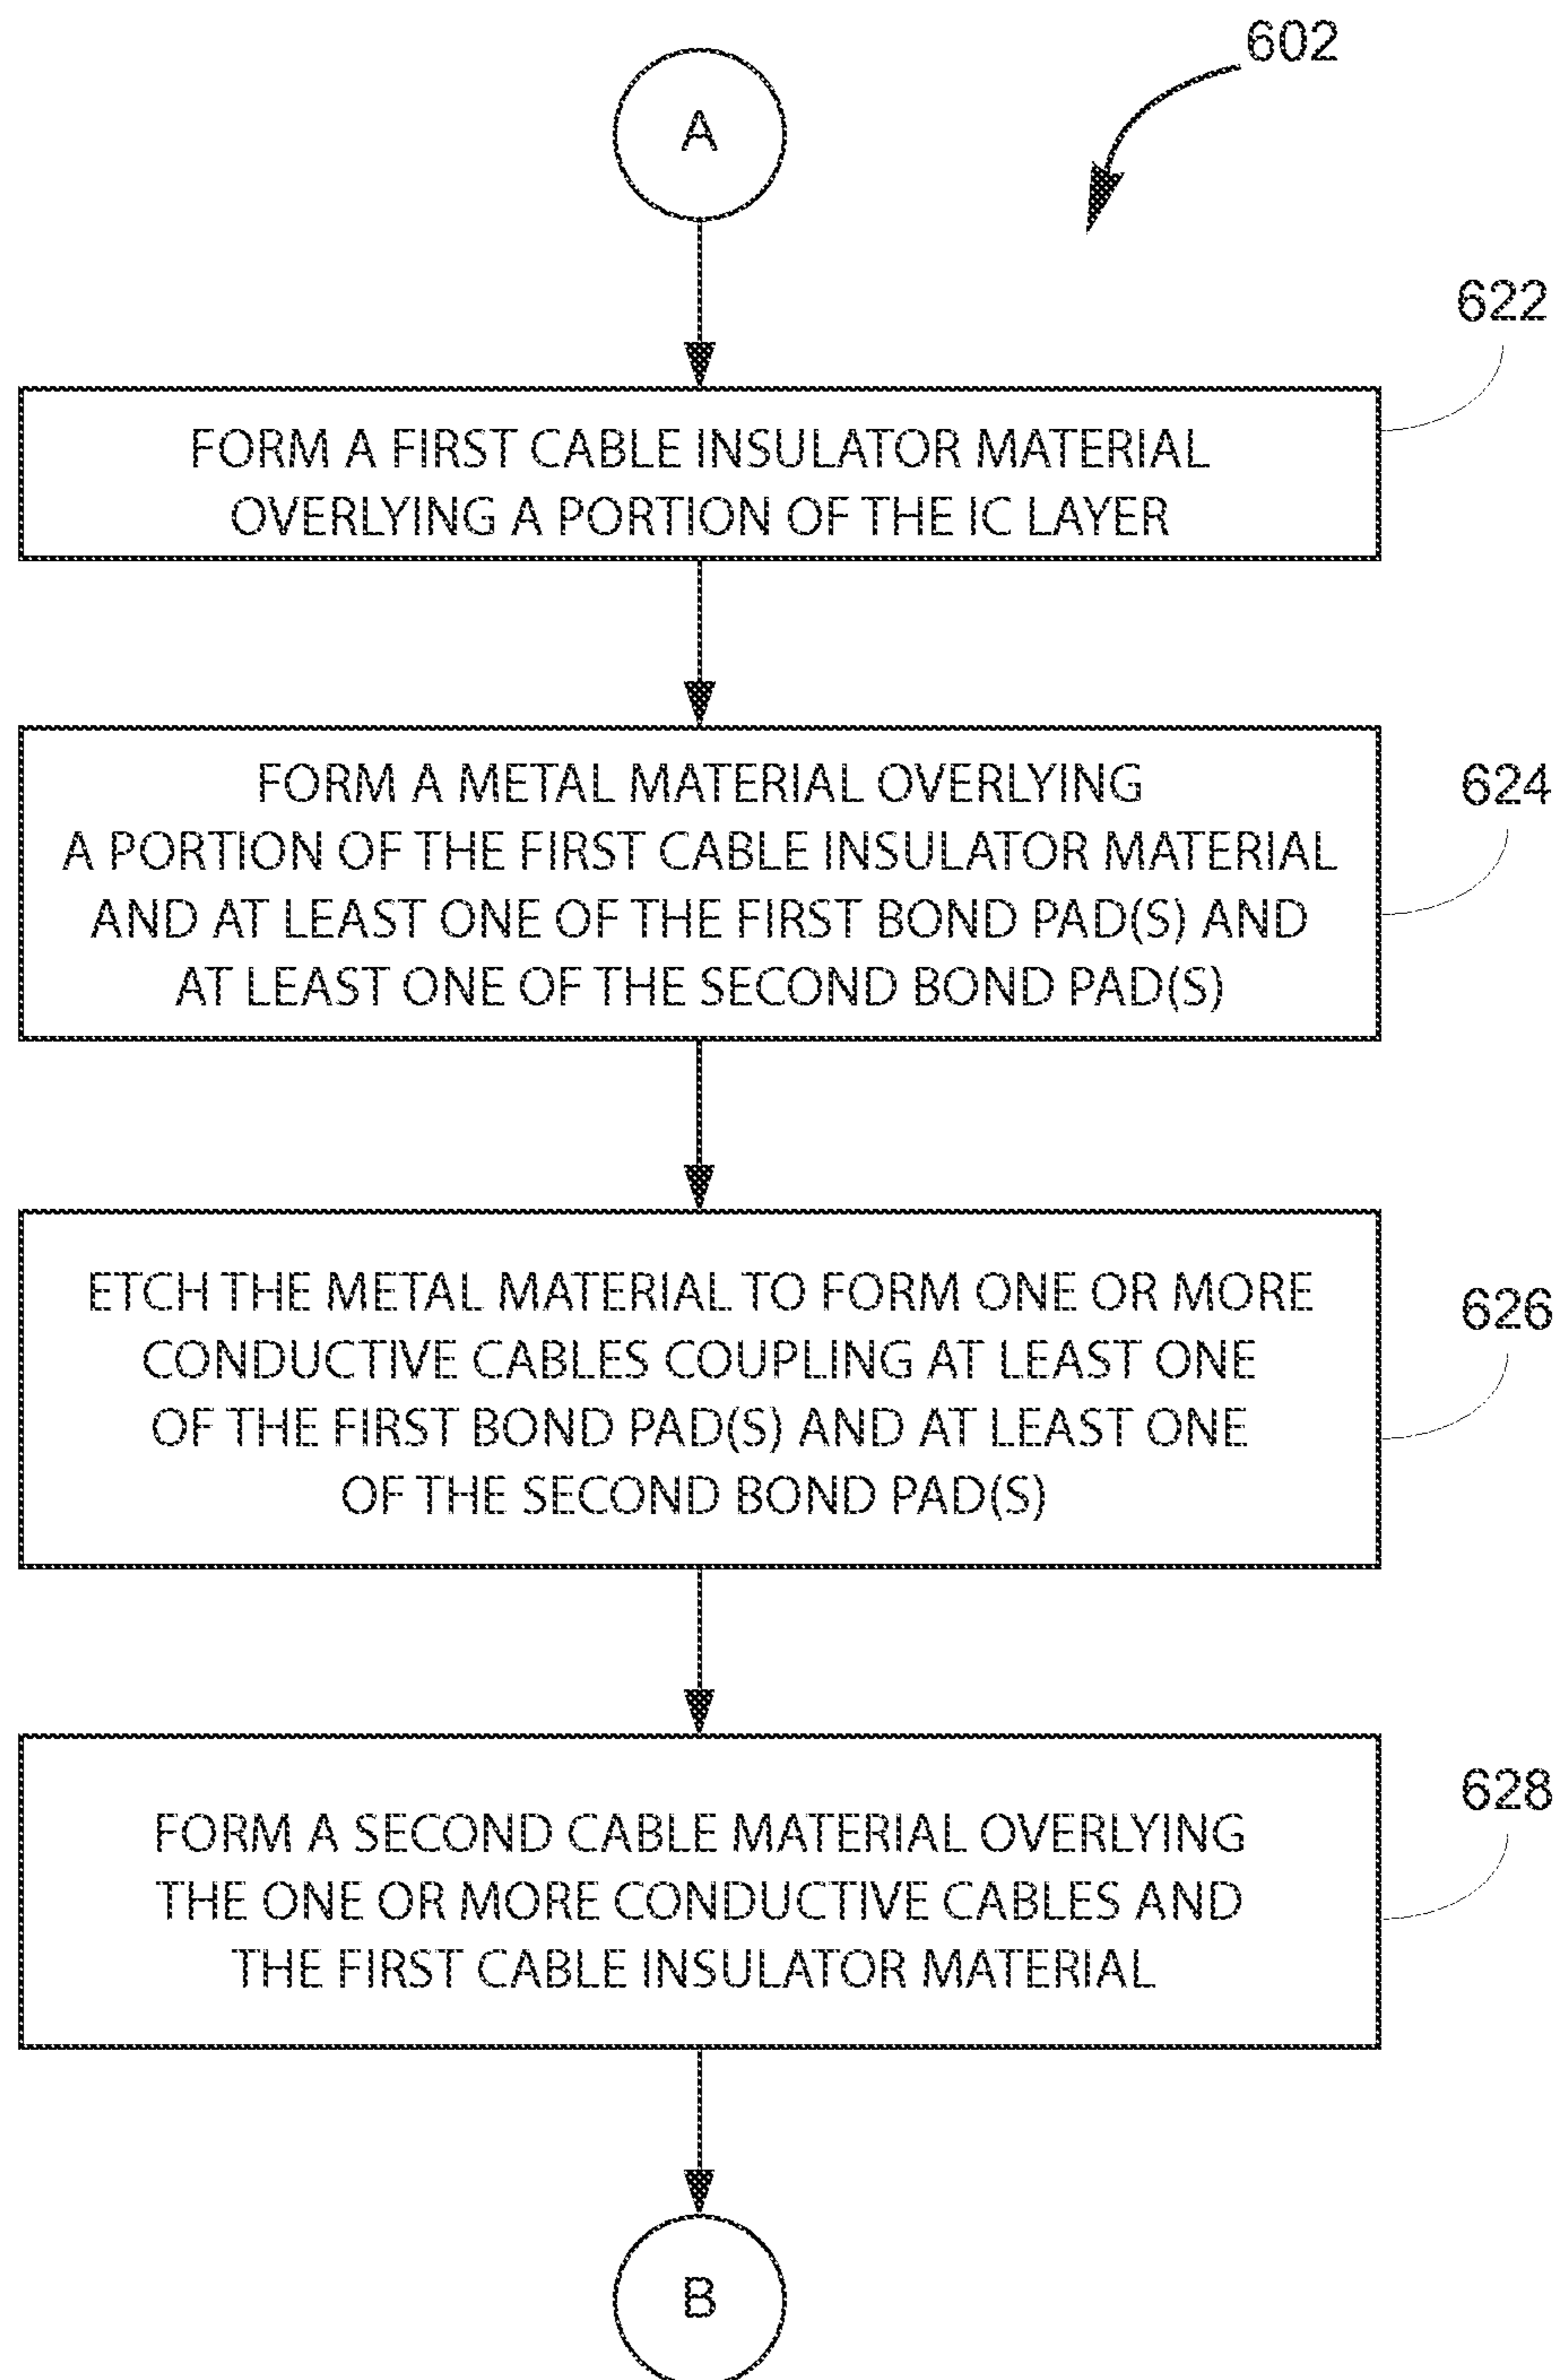 602
A
622
FORM A FIRST CABLE INSULATOR MATERIAL
OVERLYING A PORTION OF THE IC LAYER
FORM A METAL MATERIAL OVERLYING
624
A PORTION OF THE FIRST CABLE INSULATOR MATERIAL
AND AT LEAST ONE OF THE FIRST BOND PAD(S) AND
AT LEAST ONE OF THE SECOND BOND PAD(S)
ETCH THE METAL MATERIAL TO FORM ONE OR MORE
626
CONDUCTIVE CABLES COUPLING AT LEAST ONE
OF THE FIRST BOND PAD(S) AND AT LEAST ONE
OF THE SECOND BOND PAD(S)
628
FORM A SECOND CABLE MATERIAL OVERLYING
THE ONE OR MORE CONDUCTIVE CABLES AND
THE FIRST CABLE INSULATOR MATERIAL
B